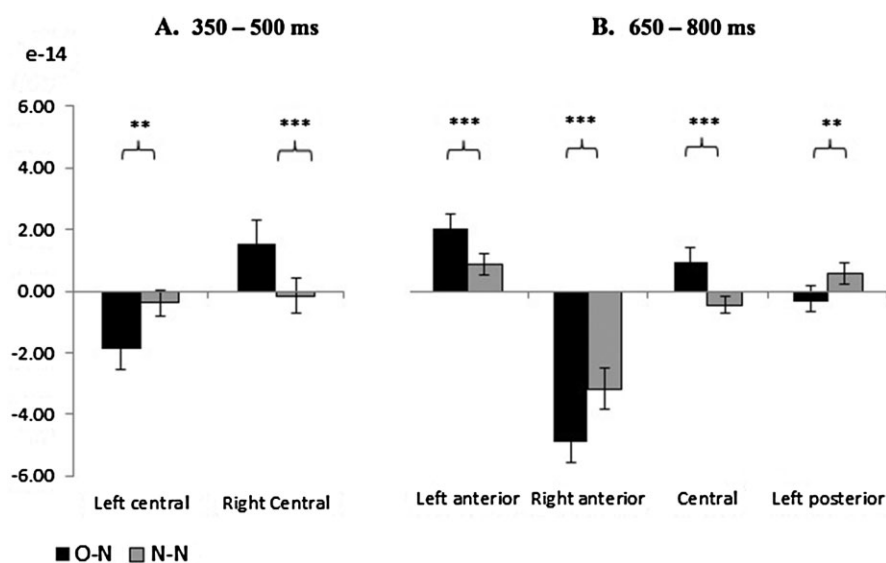 A. 350 – 500 ms
B. 650 – 800 ms
e-14
6.00
4.00
2.00
0.00
-2.00
-4.00
-6.00
** *** *** *** *** **
Left central Right Central Left anterior Right anterior Central Left posterior
O-N N-N